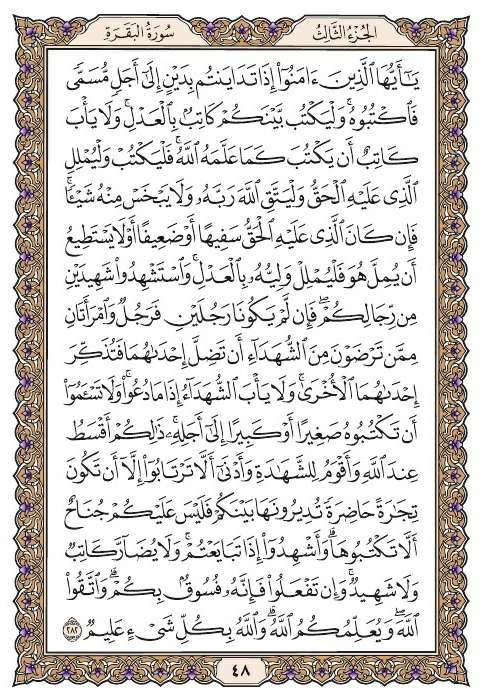 الجزء الثالث
سورة البقرة
يَٰٓأَيُّهَا ٱلَّذِينَ ءَامَنُوٓا۟ إِذَا تَدَايَنتُم بِدَيْنٍ إِلَىٰٓ أَجَلٍ مُّسَمًّى
فَٱكْتُبُوهُ ۚ وَلْيَكْتُب بَّيْنَكُمْ كَاتِبٌۢ بِٱلْعَدْلِ ۚ وَلَا يَأْبَ
كَاتِبٌ أَن يَكْتُبَ كَمَا عَلَّمَهُ ٱللَّهُ ۚ فَلْيَكْتُبْ وَلْيُمْلِلِ
ٱلَّذِى عَلَيْهِ ٱلْحَقُّ وَلْيَتَّقِ ٱللَّهَ رَبَّهُۥ وَلَا يَبْخَسْ مِنْهُ شَيْـًٔا ۚ
فَإِن كَانَ ٱلَّذِى عَلَيْهِ ٱلْحَقُّ سَفِيهًا أَوْ ضَعِيفًا أَوْ لَا يَسْتَطِيعُ
أَن يُمِلَّ هُوَ فَلْيُمْلِلْ وَلِيُّهُۥ بِٱلْعَدْلِ ۚ وَٱسْتَشْهِدُوا۟ شَهِيدَيْنِ
مِن رِّجَالِكُمْ ۖ فَإِن لَّمْ يَكُونَا رَجُلَيْنِ فَرَجُلٌ وَٱمْرَأَتَانِ
مِمَّن تَرْضَوْنَ مِنَ ٱلشُّهَدَآءِ أَن تَضِلَّ إِحْدَىٰهُمَا فَتُذَكِّرَ
إِحْدَىٰهُمَا ٱلْأُخْرَىٰ ۚ وَلَا يَأْبَ ٱلشُّهَدَآءُ إِذَا مَا دُعُوا۟ ۚ وَلَا تَسْـَٔمُوٓا۟
أَن تَكْتُبُوهُ صَغِيرًا أَوْ كَبِيرًا إِلَىٰٓ أَجَلِهِۦ ۚ ذَٰلِكُمْ أَقْسَطُ
عِندَ ٱللَّهِ وَأَقْوَمُ لِلشَّهَٰدَةِ وَأَدْنَىٰٓ أَلَّا تَرْتَابُوٓا۟ ۖ إِلَّآ أَن تَكُونَ
تِجَٰرَةً حَاضِرَةً تُدِيرُونَهَا بَيْنَكُمْ فَلَيْسَ عَلَيْكُمْ جُنَاحٌ
أَلَّا تَكْتُبُوهَا ۗ وَأَشْهِدُوٓا۟ إِذَا تَبَايَعْتُمْ ۚ وَلَا يُضَآرَّ كَاتِبٌ
وَلَا شَهِيدٌ ۚ وَإِن تَفْعَلُوا۟ فَإِنَّهُۥ فُسُوقٌۢ بِكُمْ ۗ وَٱتَّقُوا۟
ٱللَّهَ ۖ وَيُعَلِّمُكُمُ ٱللَّهُ ۗ وَٱللَّهُ بِكُلِّ شَىْءٍ عَلِيمٌ ٢٨٢
٤٨